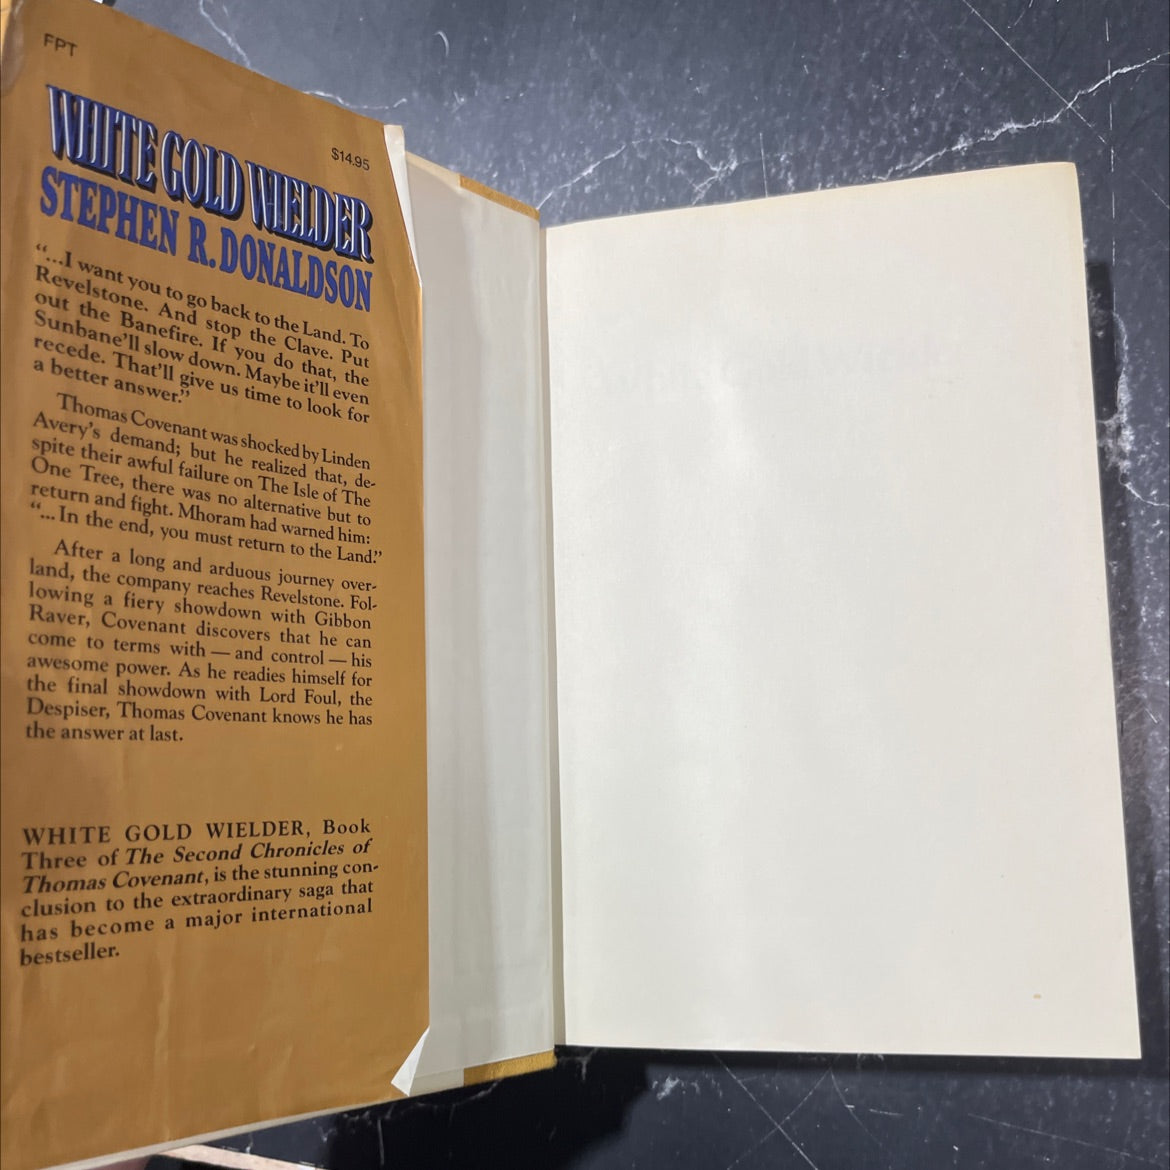 FPT
$14.95
WHITE GOLD WIELDER
STEPHEN R. DONALDSON
“...I want you to go back to the Land. To
Revelstone. And stop the Clave. Put
out the Banefire. If you do that, the
Sunbane'll slow down. Maybe it'll even
recede. That'll give us time to look for
a better answer.”
Thomas Covenant was shocked by Linden
Avery's demand; but he realized that, de-
spite their awful failure on The Isle of The
One Tree, there was no alternative but to
return and fight. Mhoram had warned him:
“... In the end, you must return to the Land.”
After a long and arduous journey over-
land, the company reaches Revelstone. Fol-
lowing a fiery showdown with Gibbon
Raver, Covenant discovers that he can
come to terms with — and control — his
awesome power. As he readies himself for
the final showdown with Lord Foul, the
Despiser, Thomas Covenant knows he has
the answer at last.
WHITE GOLD WIELDER, Book
Three of The Second Chronicles of
Thomas Covenant, is the stunning con-
clusion to the extraordinary saga that
has become a major international
bestseller.